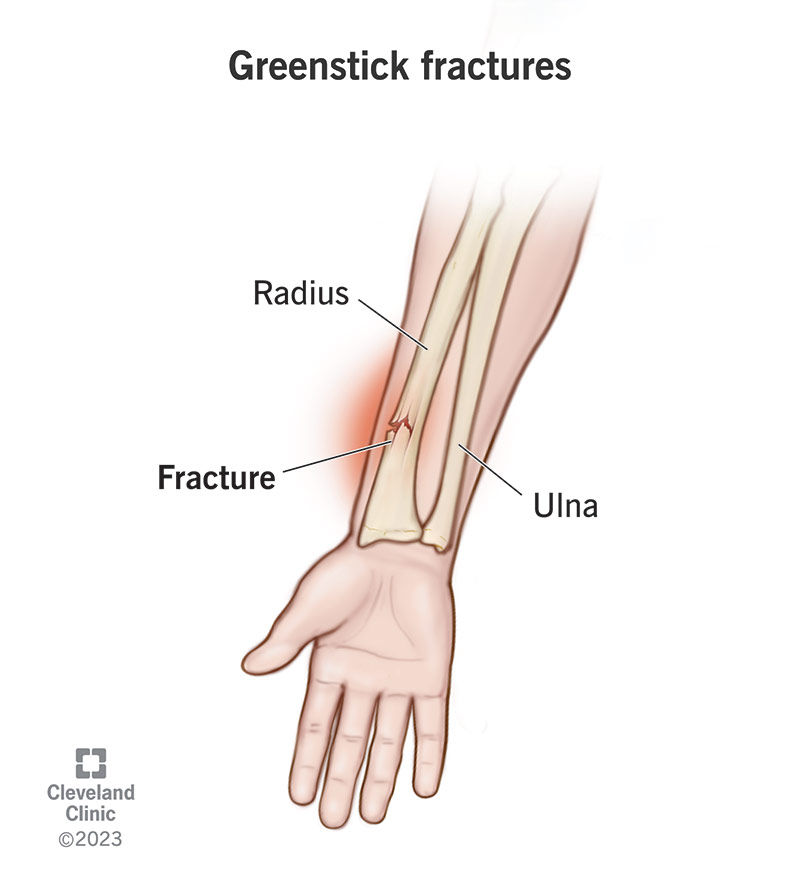 Greenstick fractures
Radius
Fracture
Ulna
Cleveland
Clinic
©2023